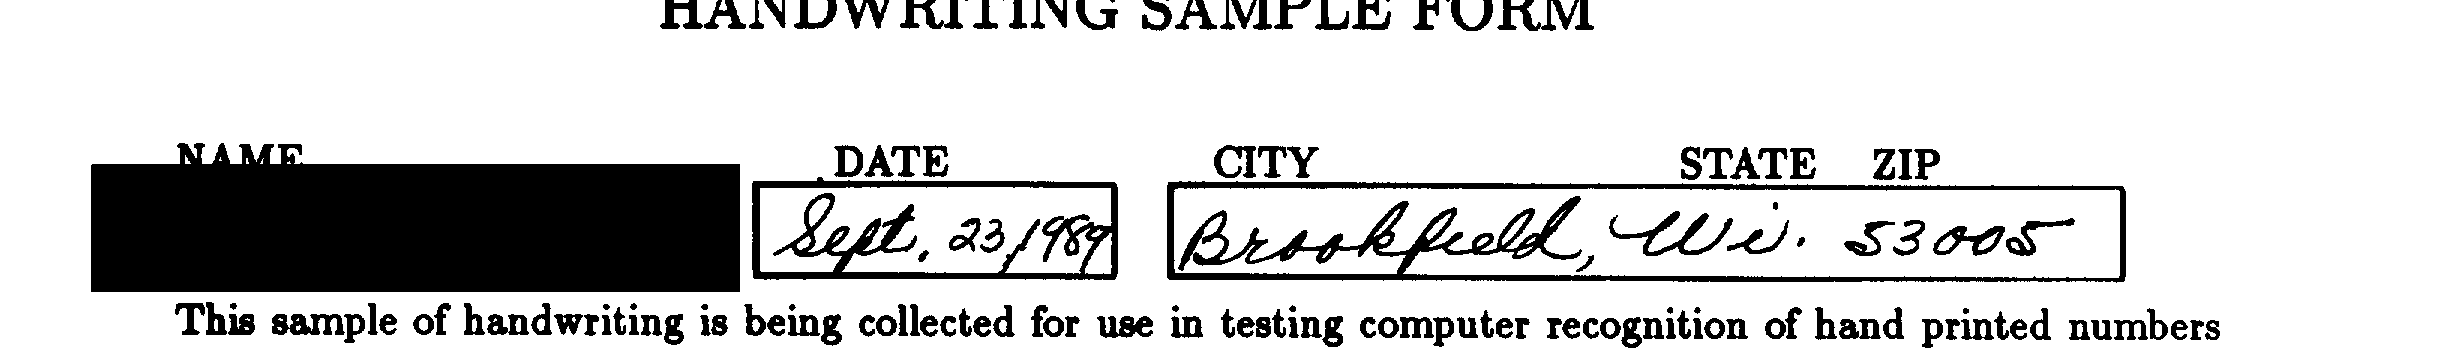 HANDWRITING SAMPLE FORM
NAME DATE CITY STATE ZIP
Sept. 23, 1989 Brookfield, Wi. 53005
This sample of handwriting is being collected for use in testing computer recognition of hand printed numbers